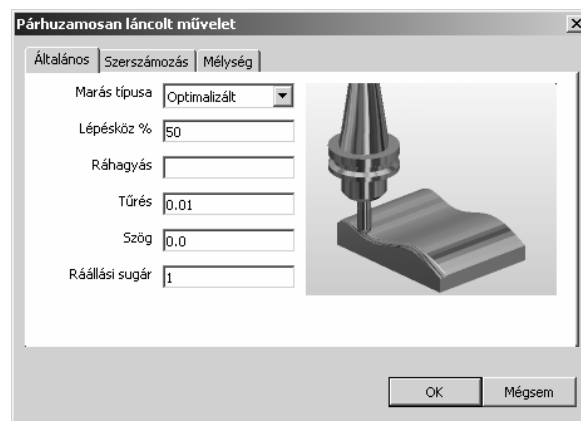 Párhuzamosan láncolt művelet
Általános Szerszámozás Mélység
Marás típusa Optimalizált
Lépésköz % 50
Ráhagyás
Tűrés 0.01
Szög 0.0
Ráállási sugár 1
OK Mégsem